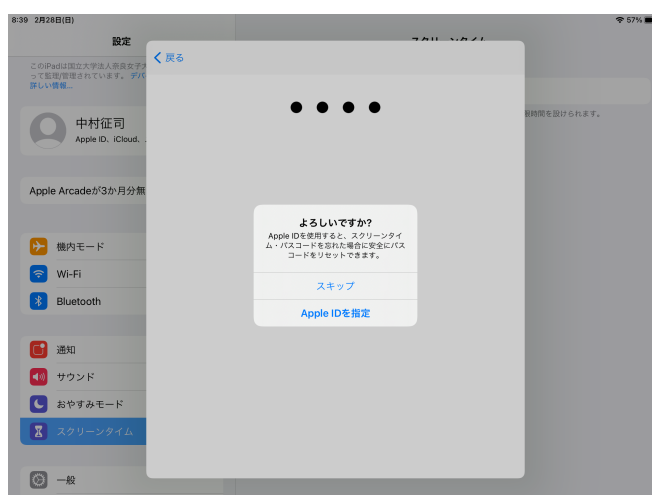 8:39 2月28日(日)
57%
設定
スクリーンタイム
このiPadは国立大学法人奈良女子大
って監理/管理されています。デバ
詳しい情報...
戻る
中村征司
Apple ID、iCloud、
限時間を設けられます。
Apple Arcadeが3か月分無
よろしいですか?
Apple IDを使用すると、スクリーンタイ
ム・パスコードを忘れた場合に安全にパス
コードをリセットできます。
スキップ
Apple IDを指定
機内モード
Wi-Fi
Bluetooth
通知
サウンド
おやすみモード
スクリーンタイム
一般